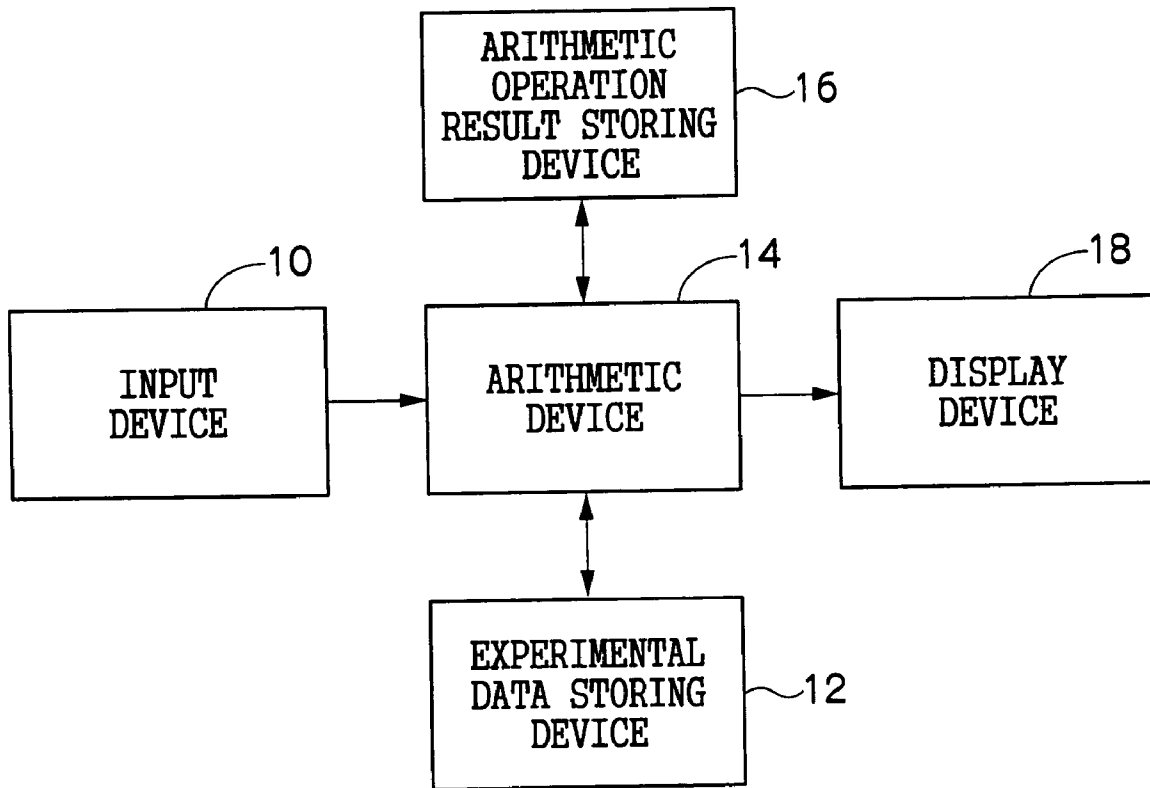 ARITHMETIC
OPERATION
RESULT STORING
DEVICE
16
10
14
18
INPUT
DEVICE
ARITHMETIC
DEVICE
DISPLAY
DEVICE
EXPERIMENTAL
DATA STORING
DEVICE
12